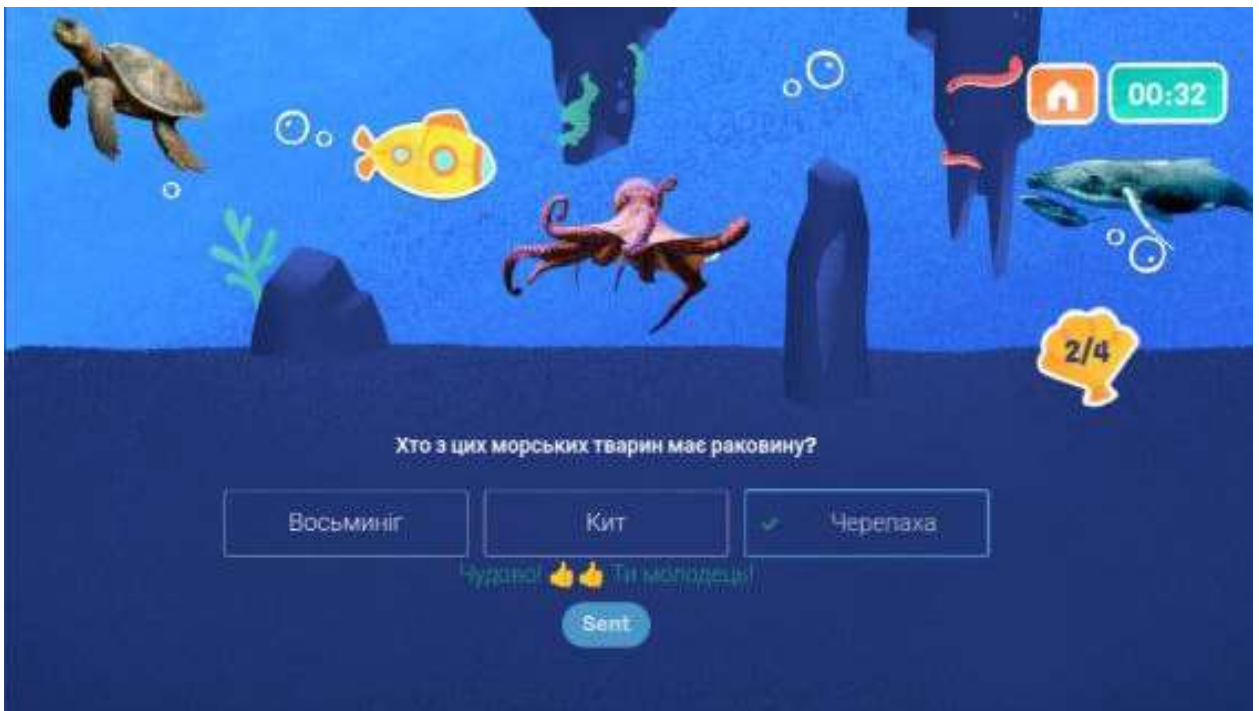 00:32
2/4
Хто з цих морських тварин має раковину?
Восьминіг
Кит
Черепаха
Чудово! 👍👍 Ти молодець!
Sent